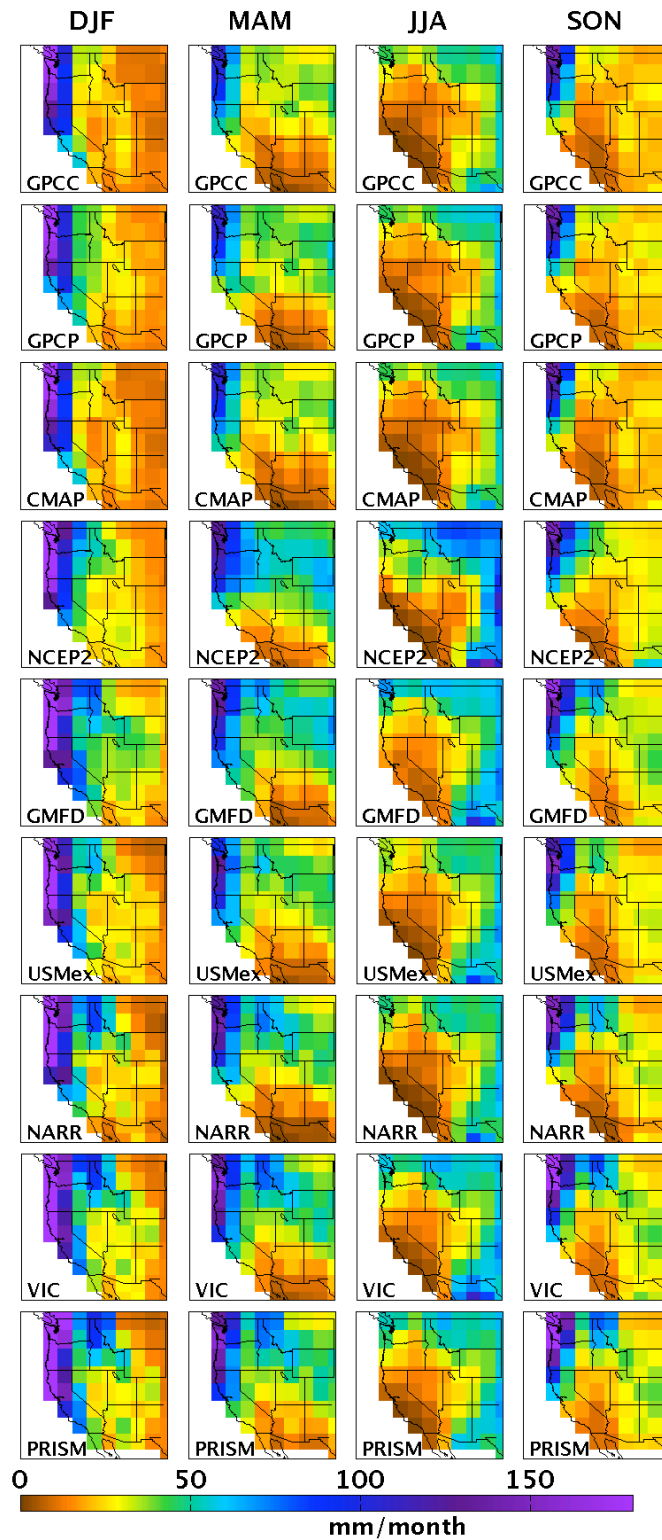 DJF MAM JJA SON
GPCC GPCC GPCC GPCC
GPCP GPCP GPCP GPCP
CMAP CMAP CMAP CMAP
NCEP2 NCEP2 NCEP2 NCEP2
GMFD GMFD GMFD GMFD
USMex USMex USMex USMex
NARR NARR NARR NARR
VIC VIC VIC VIC
PRISM PRISM PRISM PRISM
0 50 100 150
mm/month